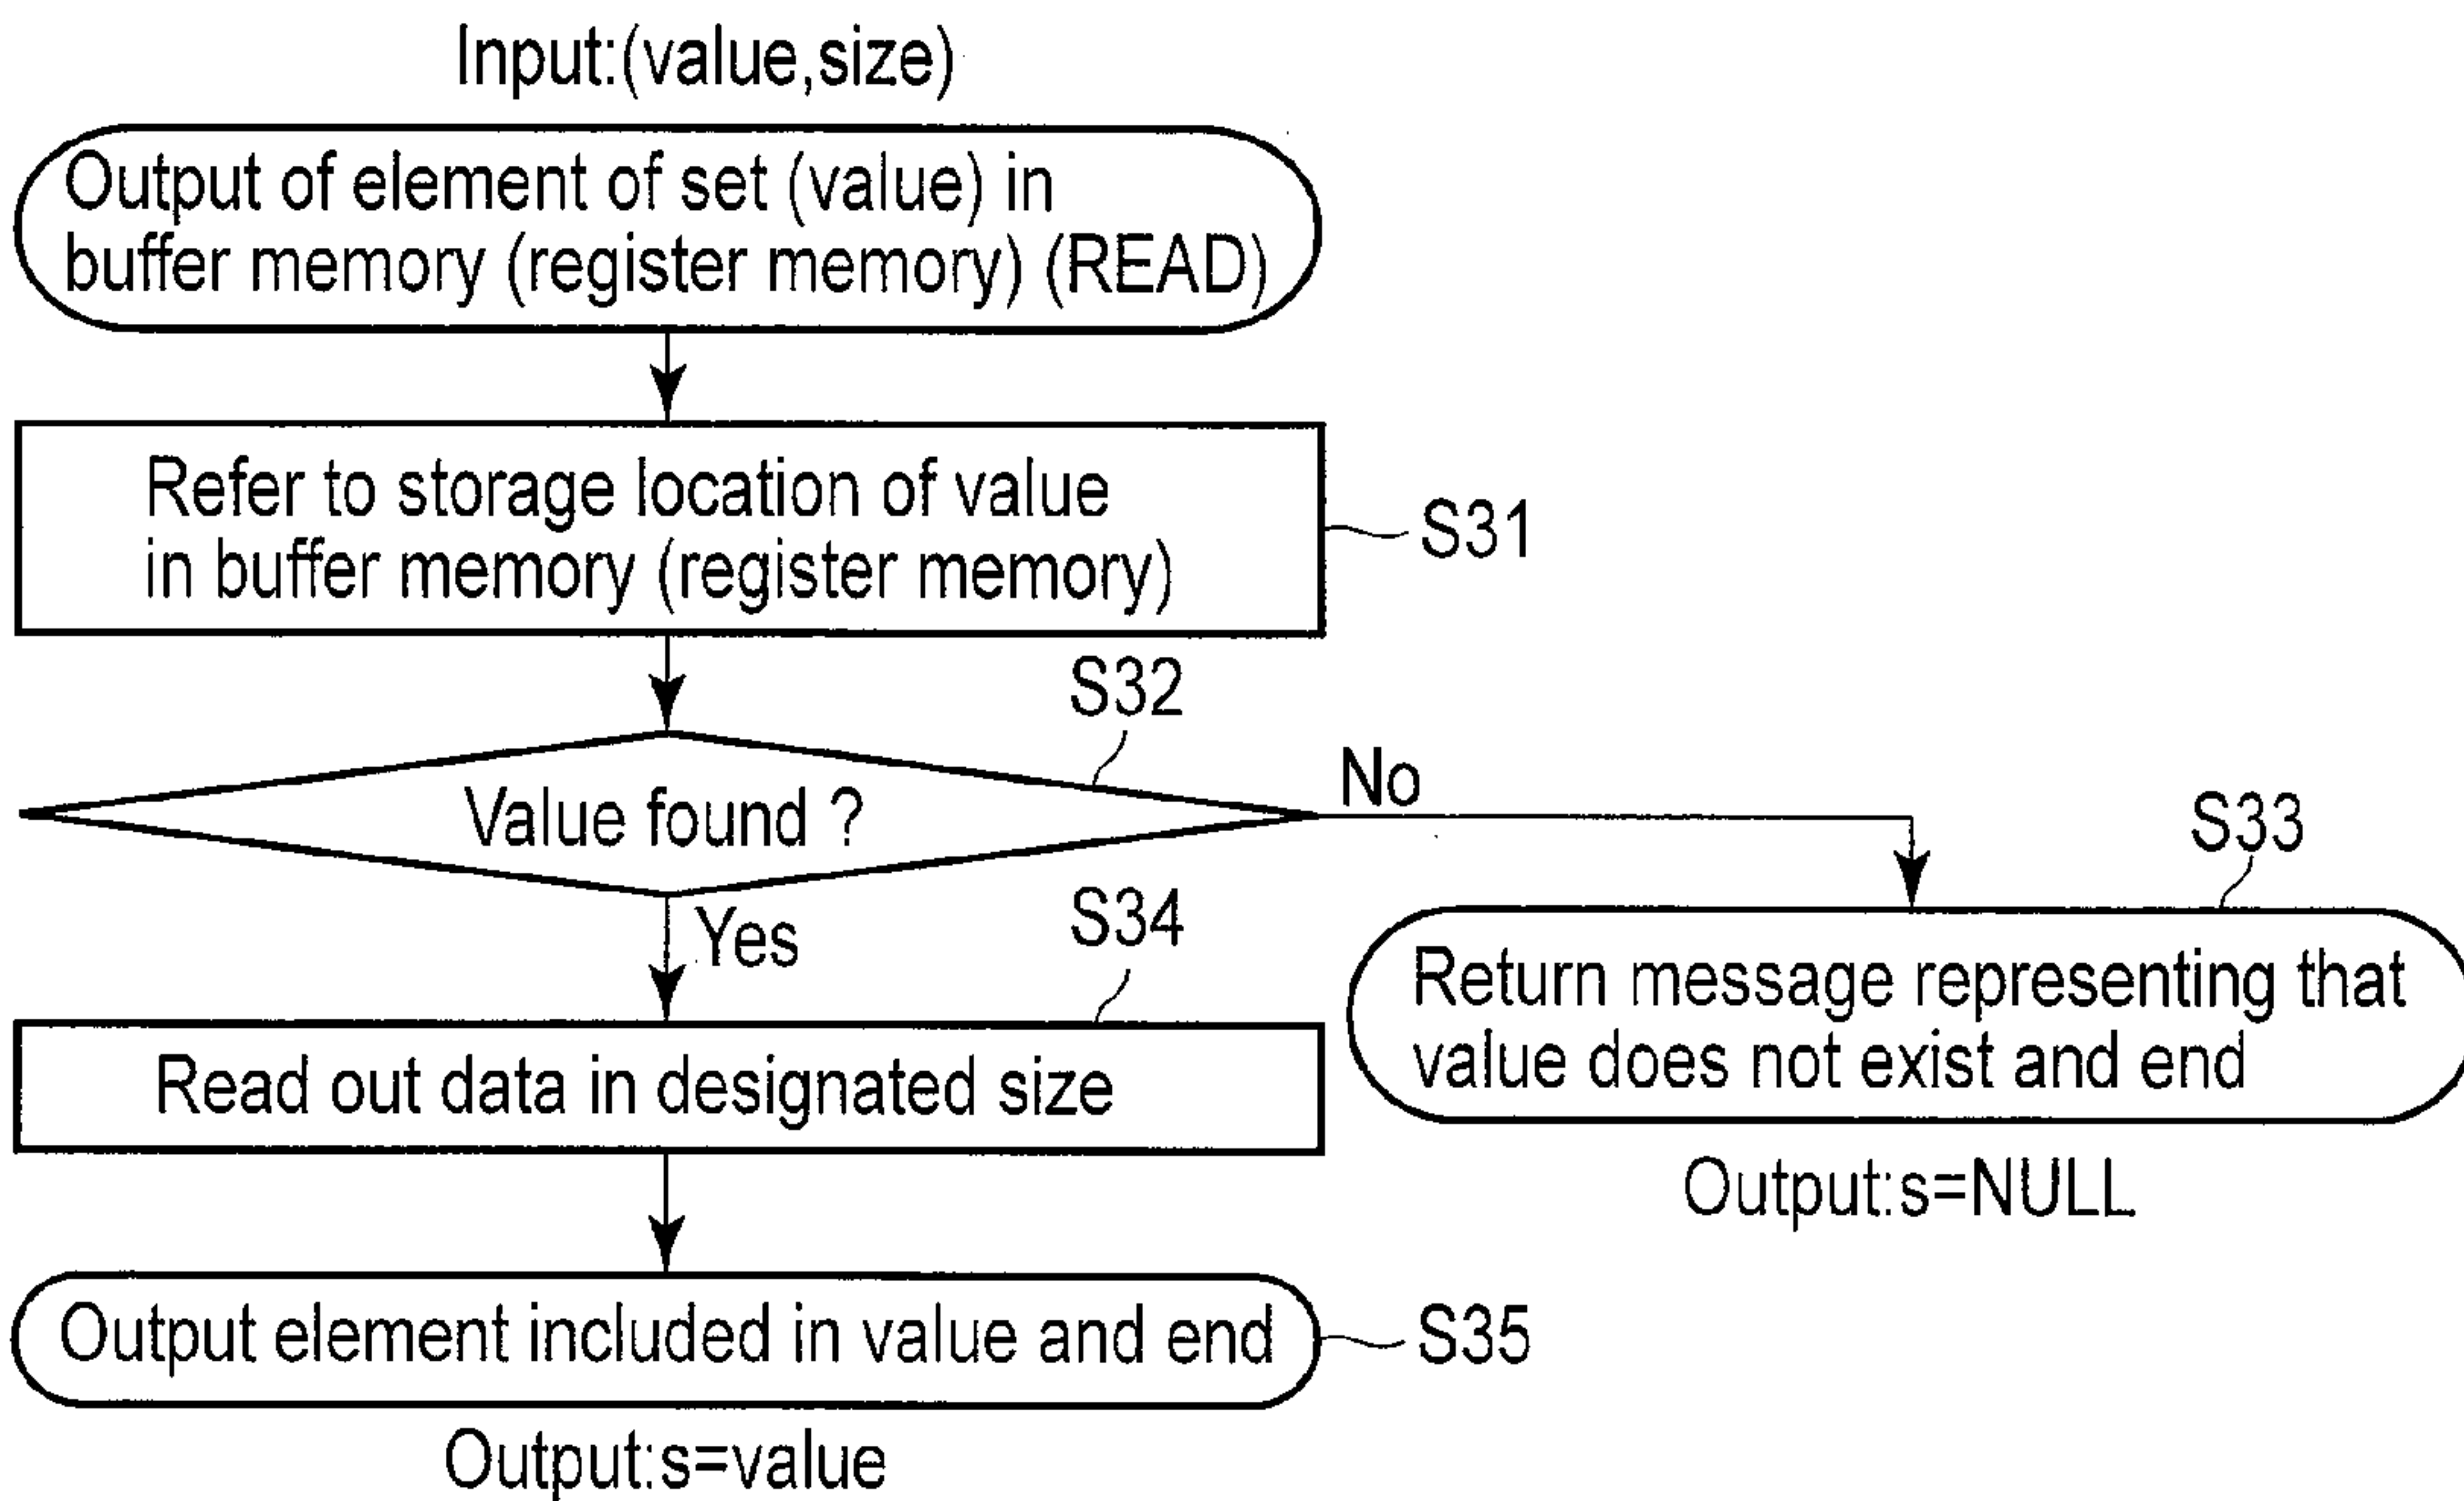 Input:(value,size)
Output of element of set (value) in
buffer memory (register memory) (READ)
Refer to storage location of value
in buffer memory (register memory)
S31
S32
Value found ?
No
S33
Yes
S34
Return message representing that
value does not exist and end
Read out data in designated size
Output:s=NULL
Output element included in value and end
S35
Output:s=value